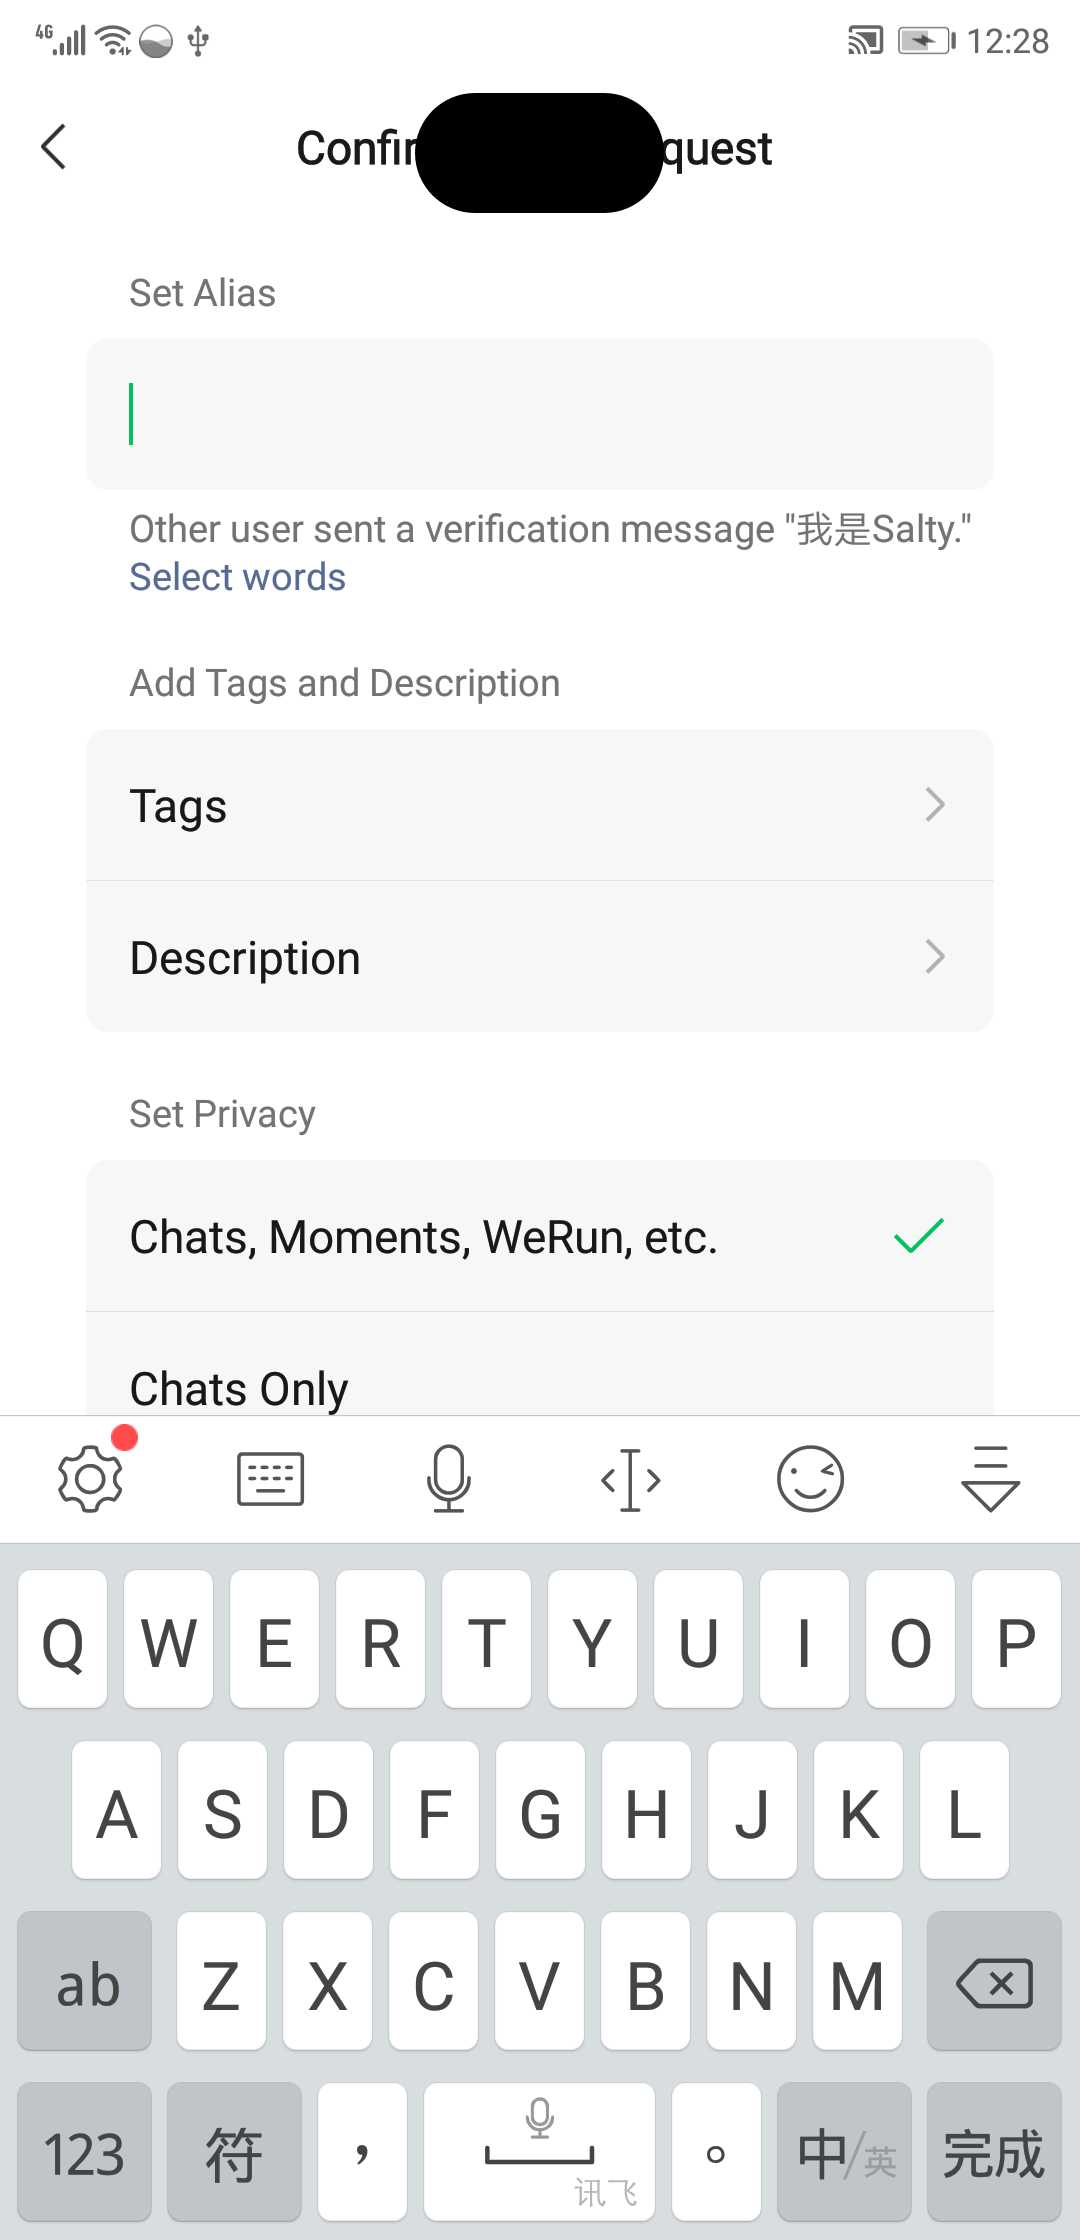 4G 12:28
Confir quest
Set Alias
Other user sent a verification message "我是Salty."
Select words
Add Tags and Description
Tags
Description
Set Privacy
Chats, Moments, WeRun, etc.
Chats Only
Q W E R T Y U I O P
A S D F G H J K L
ab Z X C V B N M
123 符 , 讯飞 。 中/英 完成